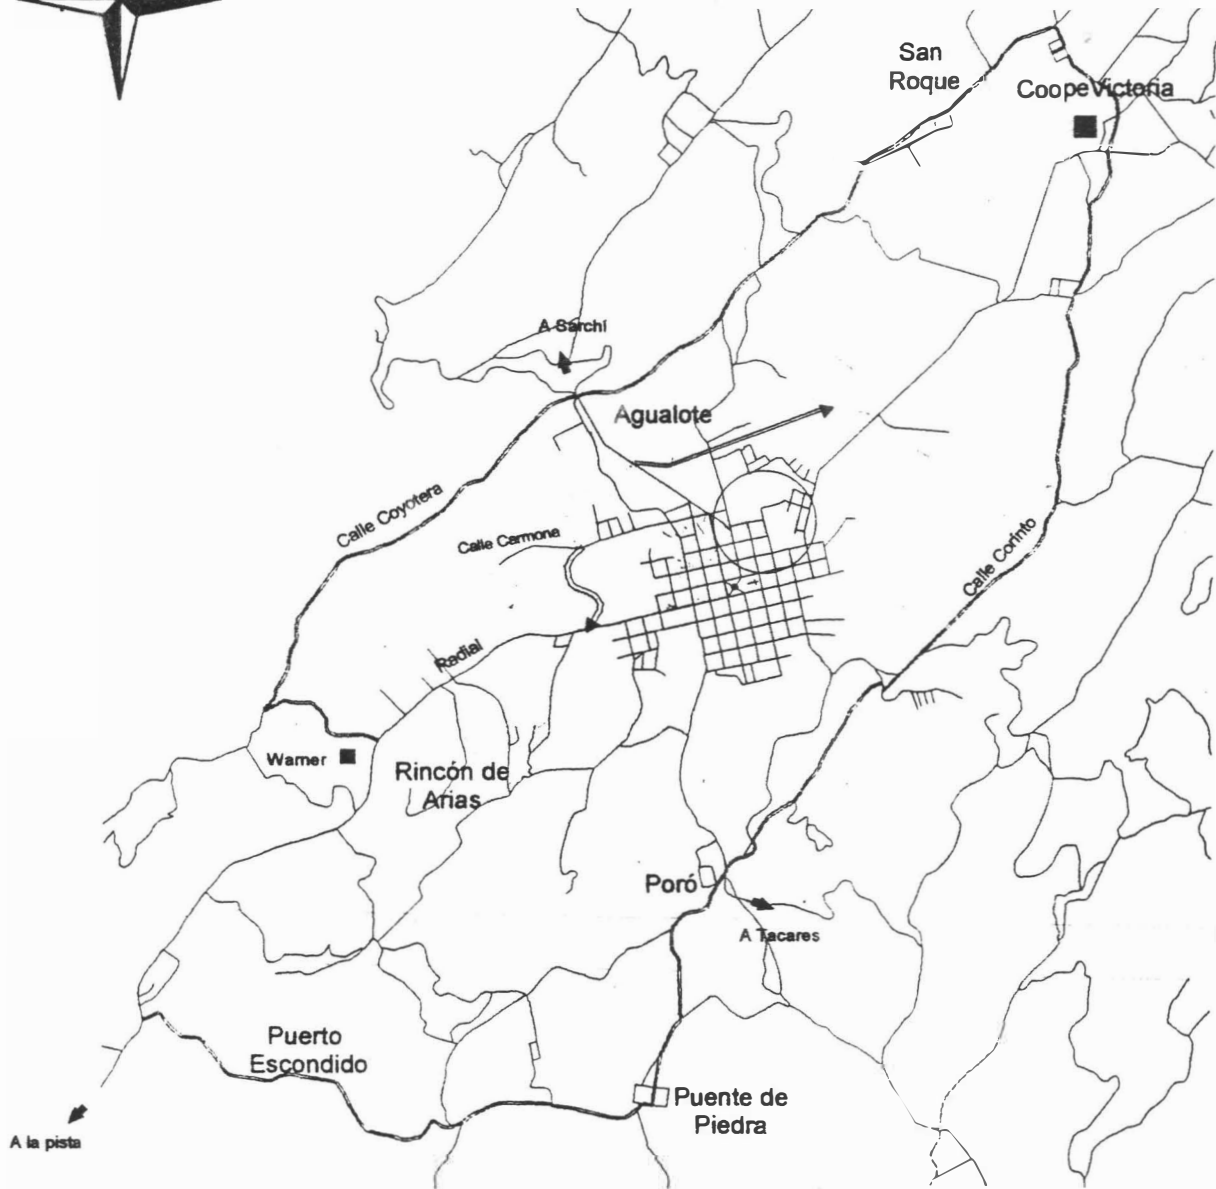 San
Roque
CoopeVictoria
A Sarchí
Agualote
Calle Coyotera
Calle Carmona
Calle Corinto
Radial
Warner
Rincón de
Arias
Poró
A Tacares
Puerto
Escondido
Puente de
Piedra
A la pista